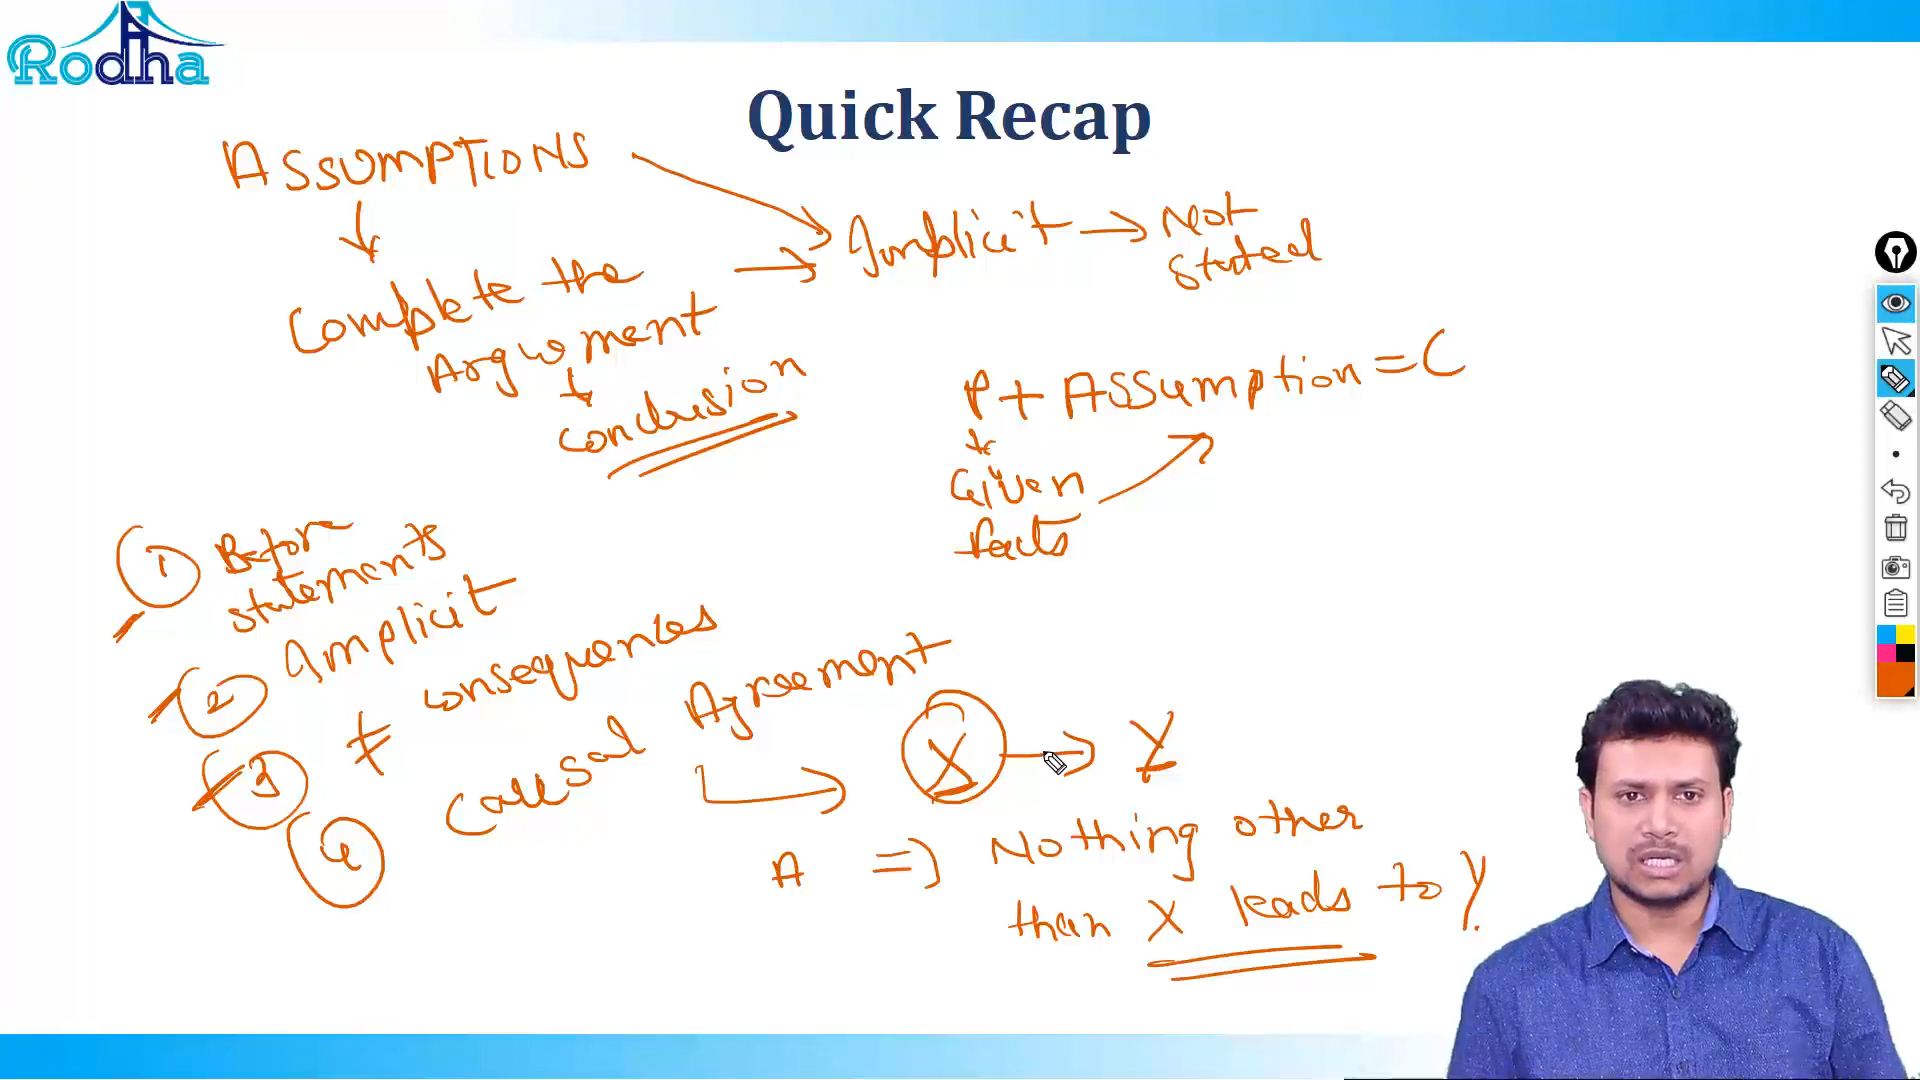 Rodha
Quick Recap
ASSUMPTIONS
Implicit → Not
stated
Complete the
Arguement
conclusion
P + Assumption = C
Given
facts
1 Before
statements
2 Implicit
3 ≠ consequences
4 Causal Agreement
X → Y
A ⇒ Nothing other
than X leads to Y